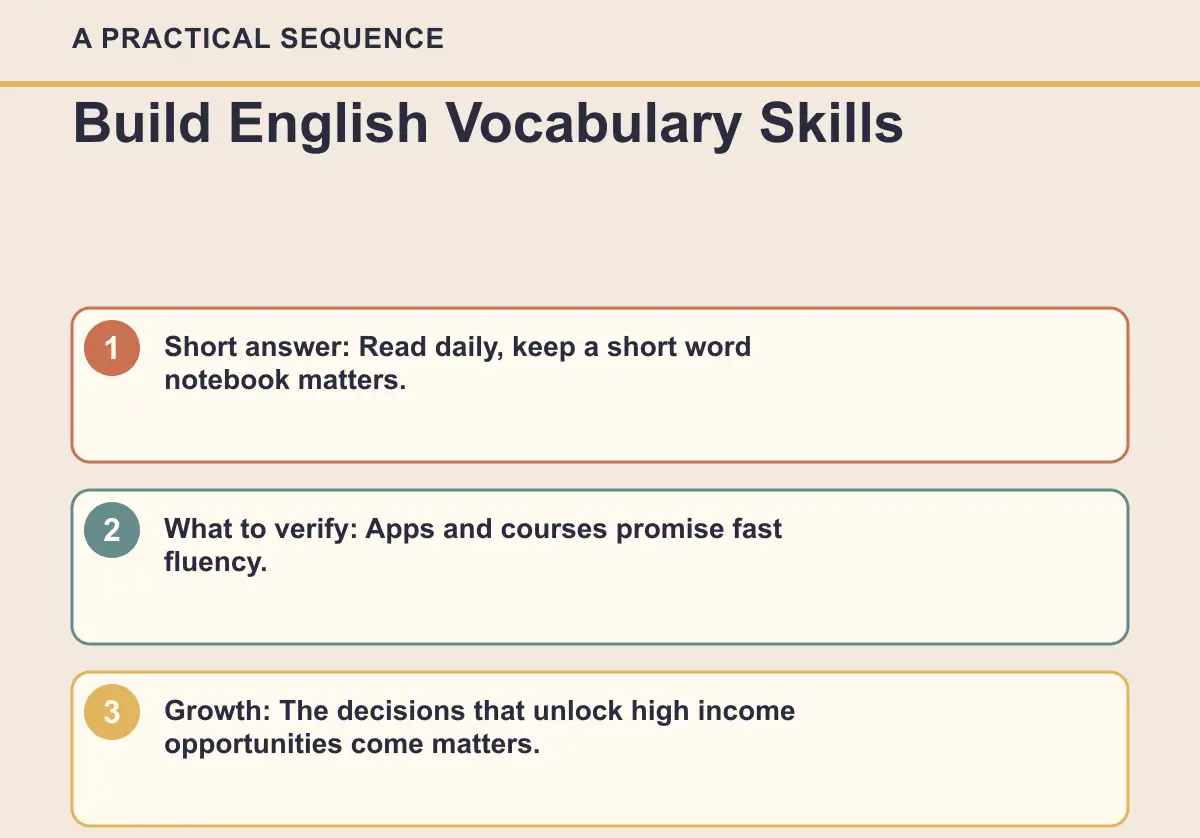 A PRACTICAL SEQUENCE
Build English Vocabulary Skills
1
Short answer: Read daily, keep a short word
notebook matters.
2
What to verify: Apps and courses promise fast
fluency.
3
Growth: The decisions that unlock high income
opportunities come matters.